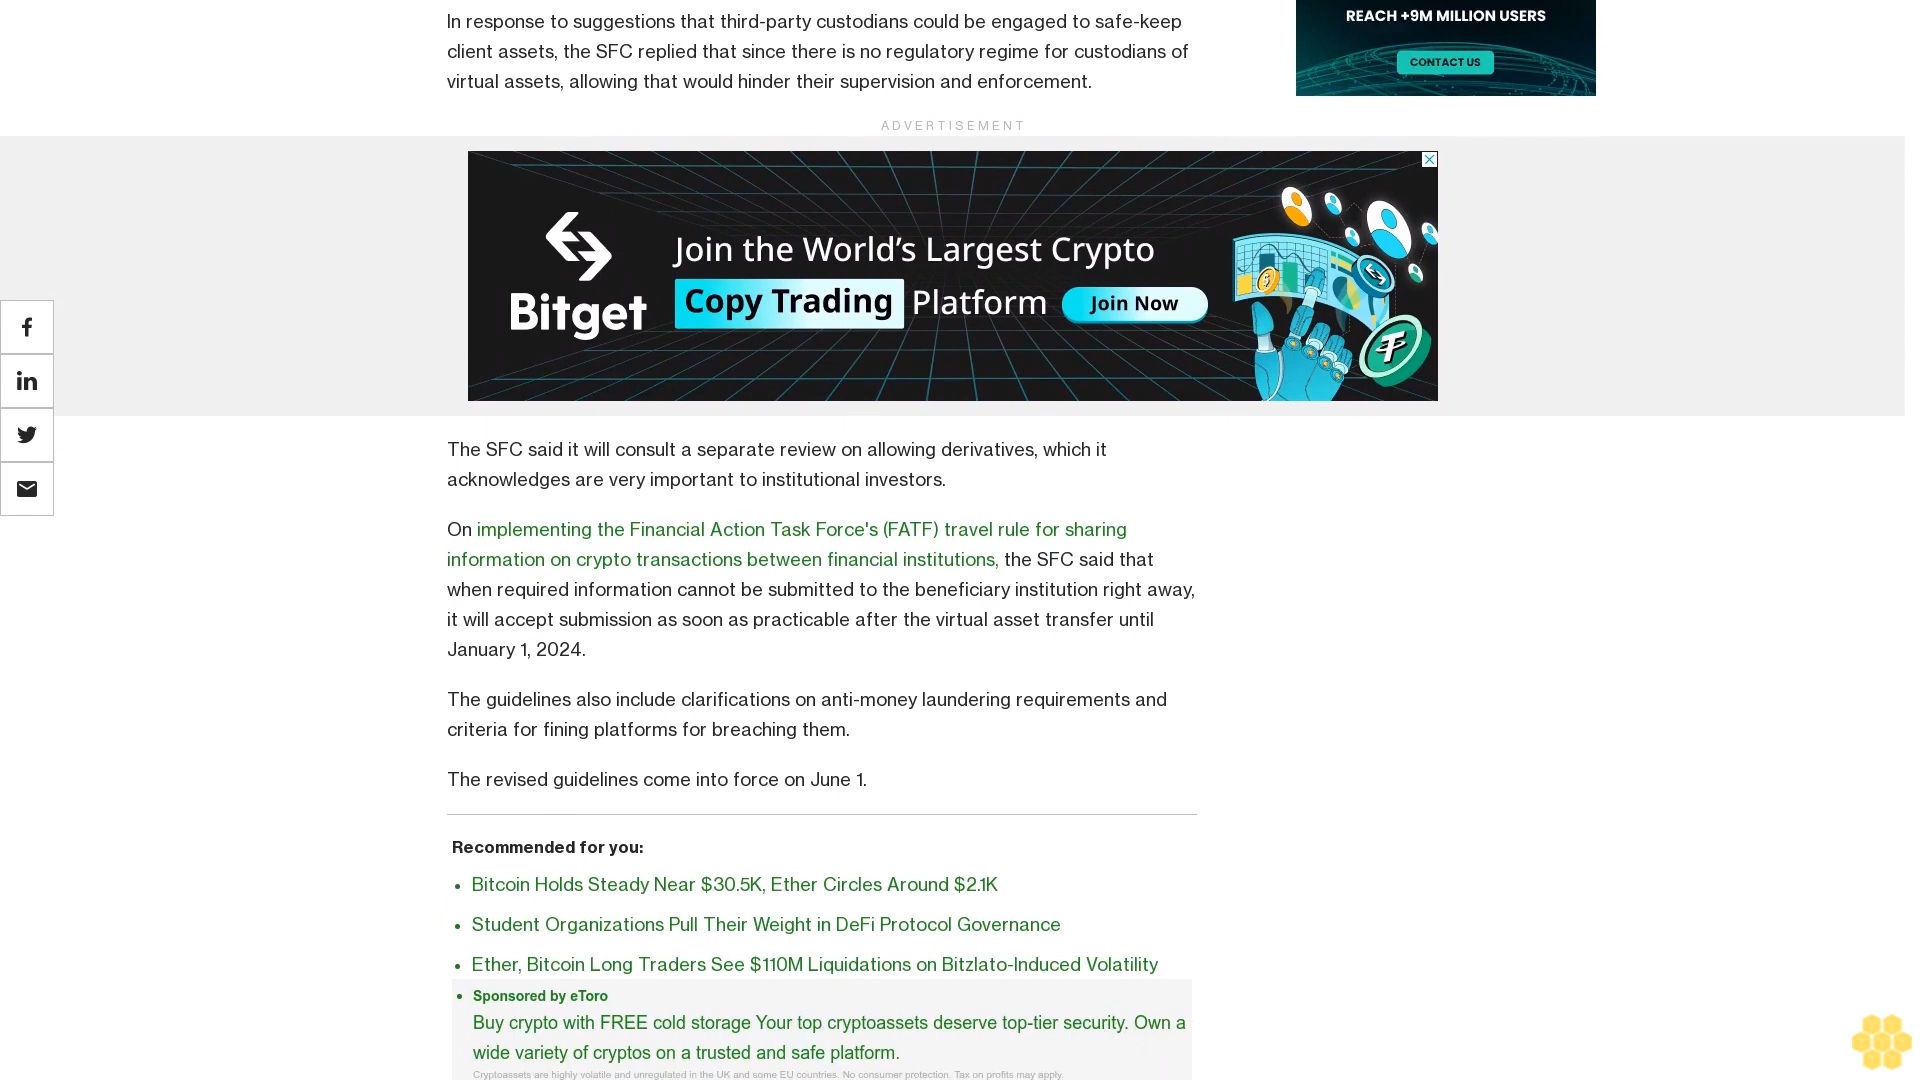 In response to suggestions that third-party custodians could be engaged to safe-keep
client assets, the SFC replied that since there is no regulatory regime for custodians of
virtual assets, allowing that would hinder their supervision and enforcement.
REACH +9M MILLION USERS
CONTACT US
ADVERTISEMENT
Bitget
Join the World's Largest Crypto
Copy Trading Platform
Join Now
The SFC said it will consult a separate review on allowing derivatives, which it
acknowledges are very important to institutional investors.
On implementing the Financial Action Task Force's (FATF) travel rule for sharing
information on crypto transactions between financial institutions, the SFC said that
when required information cannot be submitted to the beneficiary institution right away,
it will accept submission as soon as practicable after the virtual asset transfer until
January 1, 2024.
The guidelines also include clarifications on anti-money laundering requirements and
criteria for fining platforms for breaching them.
The revised guidelines come into force on June 1.
Recommended for you:
• Bitcoin Holds Steady Near $30.5K, Ether Circles Around $2.1K
• Student Organizations Pull Their Weight in DeFi Protocol Governance
• Ether, Bitcoin Long Traders See $110M Liquidations on Bitzlato-Induced Volatility
• Sponsored by eToro
Buy crypto with FREE cold storage Your top cryptoassets deserve top-tier security. Own a
wide variety of cryptos on a trusted and safe platform.
Cryptoassets are highly volatile and unregulated in the UK and some EU countries. No consumer protection. Tax on profits may apply.